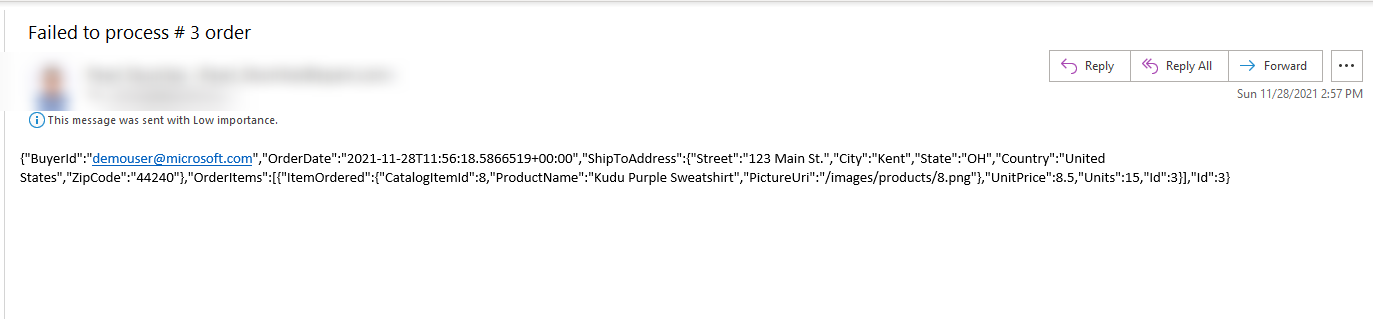 Failed to process # 3 order
Reply
Reply All
Forward
Sun 11/28/2021 2:57 PM
This message was sent with Low importance.
{"BuyerId":"demouser@microsoft.com","OrderDate":"2021-11-28T11:56:18.5866519+00:00","ShipToAddress":{"Street":"123 Main St.","City":"Kent","State":"OH","Country":"United
States","ZipCode":"44240"},"OrderItems":[{"ItemOrdered":{"CatalogItemId":8,"ProductName":"Kudu Purple Sweatshirt","PictureUri":"/images/products/8.png"},"UnitPrice":8.5,"Units":15,"Id":3}],"Id":3}